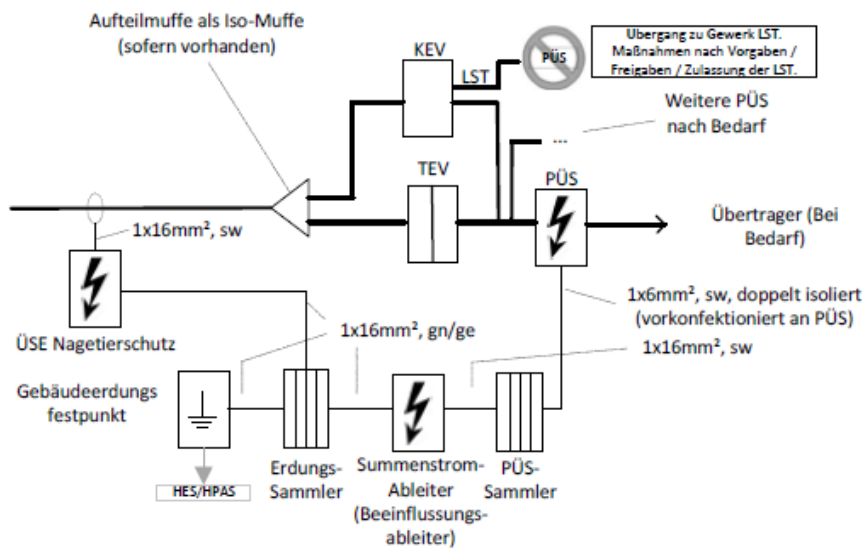 Aufteilmuffe als Iso-Muffe
(sofern vorhanden)
KEV
LST
PÜS
Übergang zu Gewerk LST.
Maßnahmen nach Vorgaben /
Freigaben / Zulassung der LST.
Weitere PÜS
nach Bedarf
...
TEV
PÜS
1x16mm², sw
Übertrager (Bei
Bedarf)
ÜSE Nagetierschutz
1x16mm², gn/ge
1x6mm², sw, doppelt isoliert
(vorkonfektioniert an PÜS)
1x16mm², sw
Gebäudeerdungs
festpunkt
HES/HPAS
Erdungs-
Sammler
Summenstrom-
Ableiter
(Beeinflussungs-
ableiter)
PÜS-
Sammler